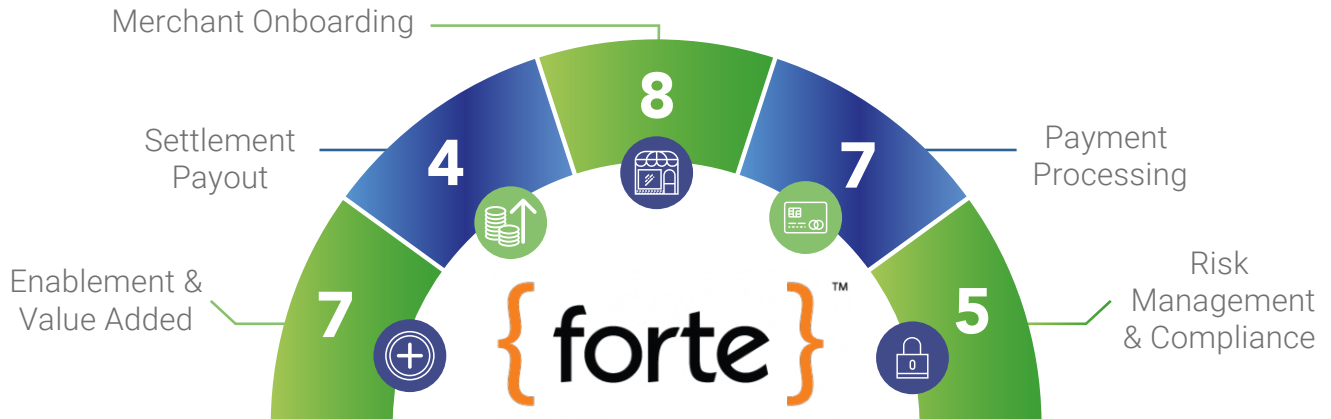 Merchant Onboarding
8
Settlement
Payout
4
7
Payment
Processing
Enablement &
Value Added
7
{forte}™
5
Risk
Management
& Compliance
0